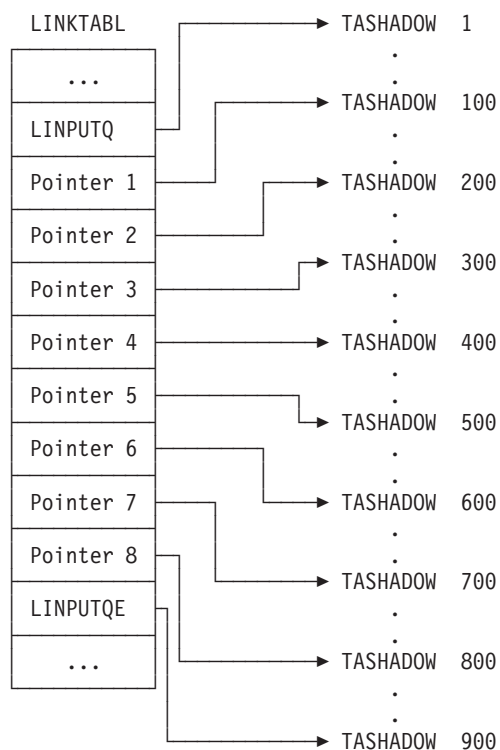 LINKTABL
TASHADOW 1
...
.
.
LINPUTQ
TASHADOW 100
.
.
Pointer 1
TASHADOW 200
.
.
Pointer 2
TASHADOW 300
.
.
Pointer 3
Pointer 4
TASHADOW 400
.
.
Pointer 5
TASHADOW 500
.
.
Pointer 6
TASHADOW 600
.
.
Pointer 7
TASHADOW 700
.
.
Pointer 8
LINPUTQE
TASHADOW 800
.
.
...
TASHADOW 900